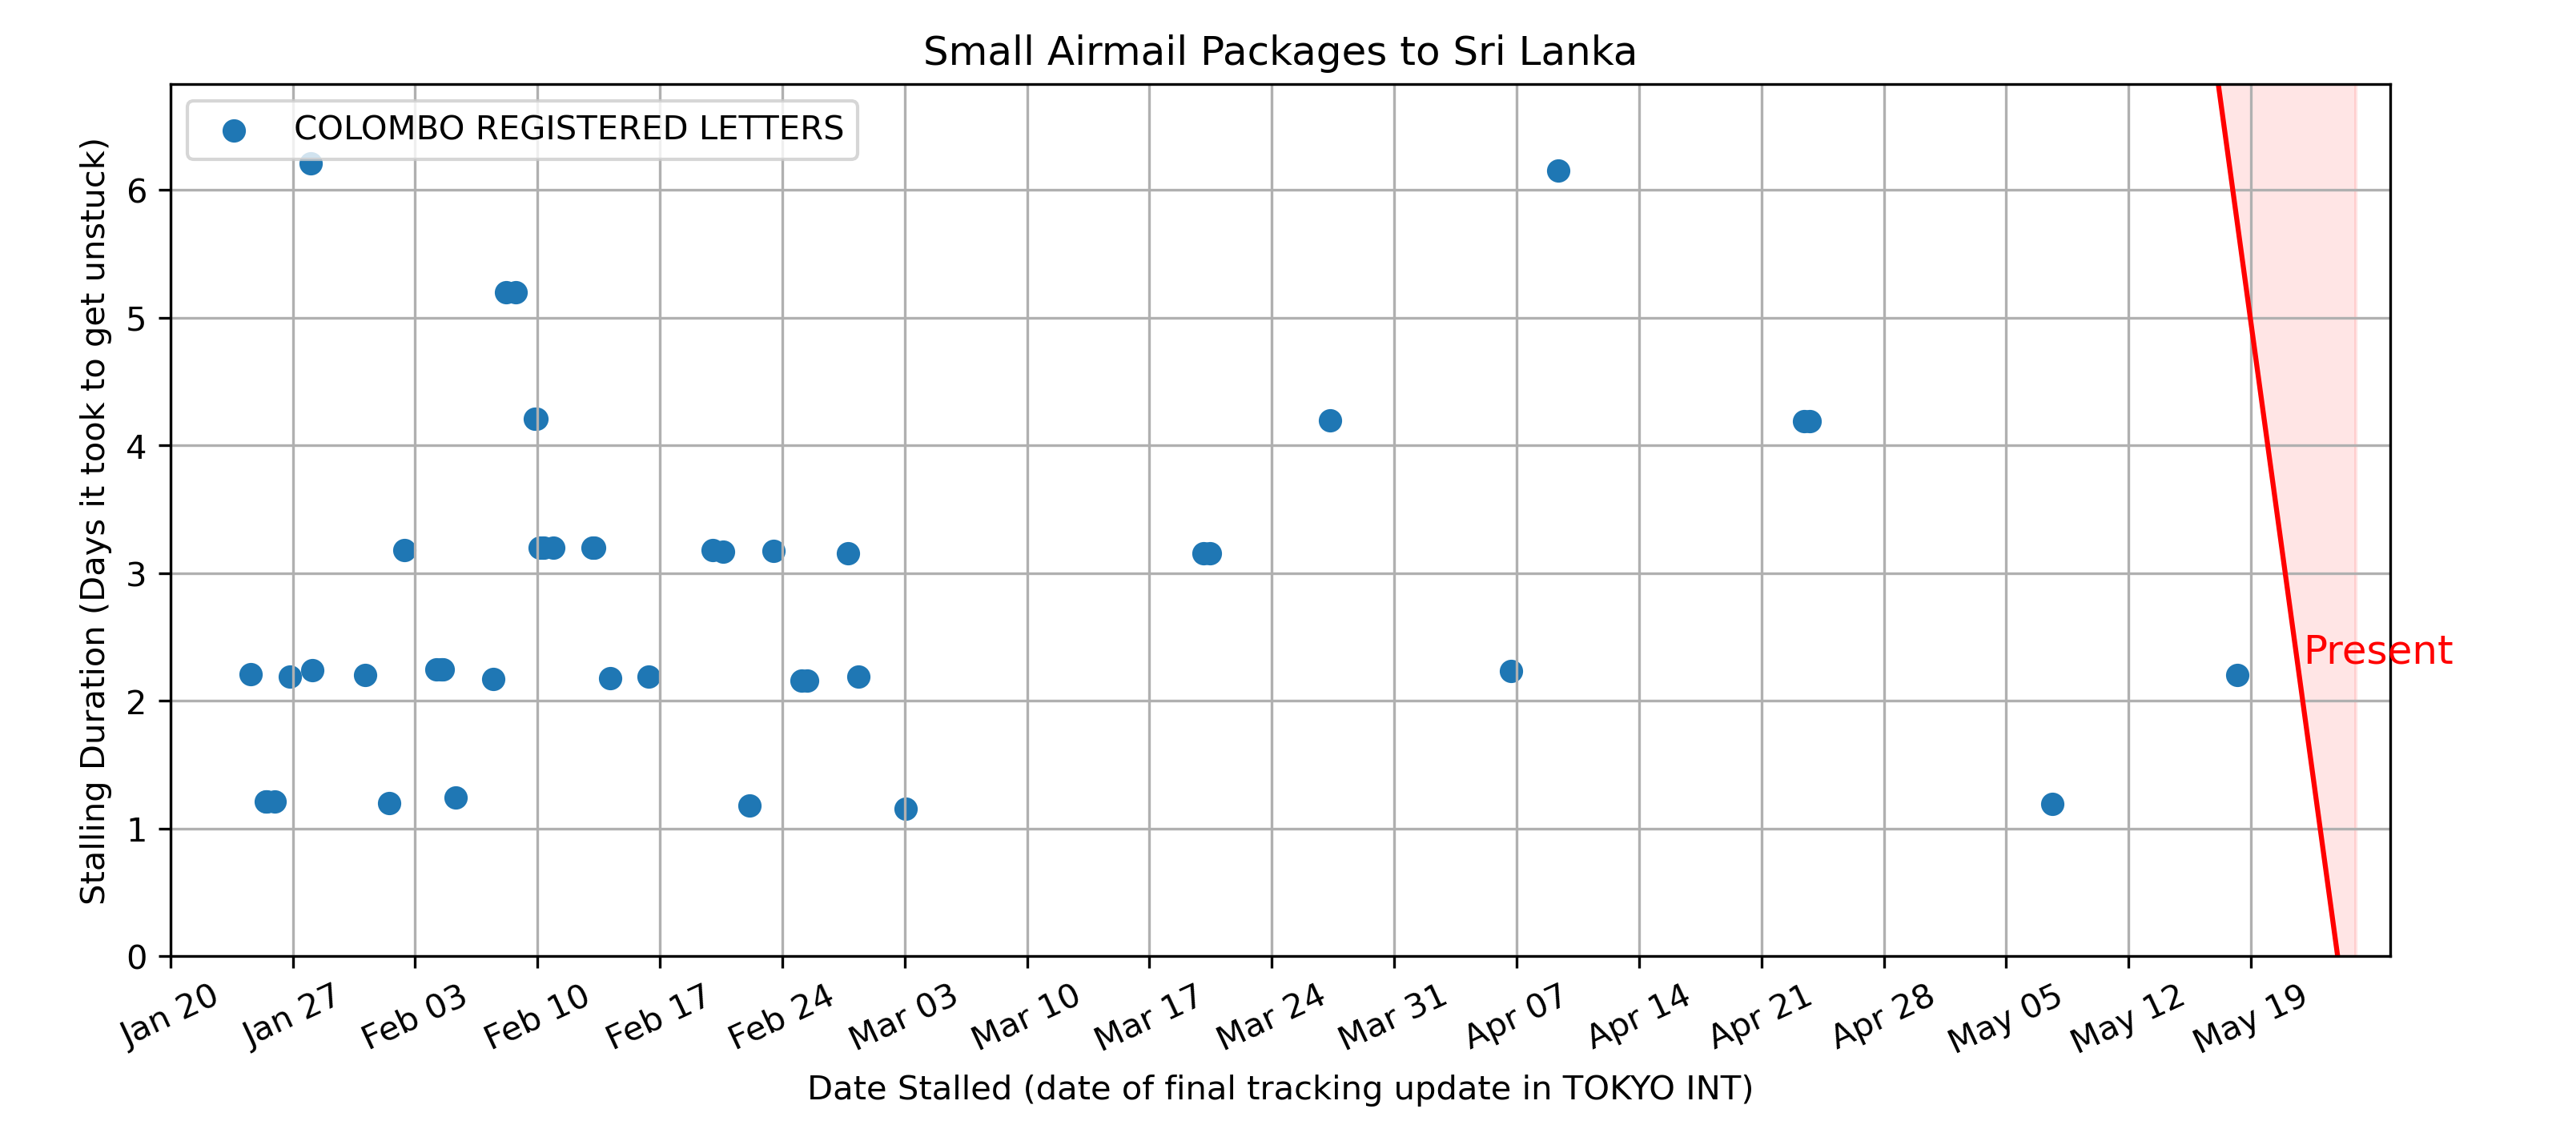 Small Airmail Packages to Sri Lanka
COLOMBO REGISTERED LETTERS
Stalling Duration (Days it took to get unstuck)
6
5
4
3
2
1
0
Present
Jan 20 Jan 27 Feb 03 Feb 10 Feb 17 Feb 24 Mar 03 Mar 10 Mar 17 Mar 24 Mar 31 Apr 07 Apr 14 Apr 21 Apr 28 May 05 May 12 May 19
Date Stalled (date of final tracking update in TOKYO INT)